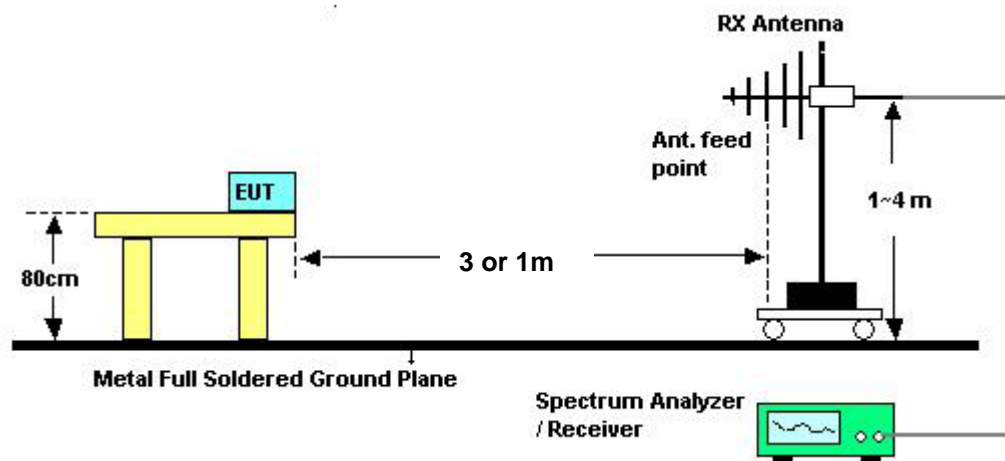 RX Antenna
Ant. feed
point
EUT
1~4 m
80cm
3 or 1m
Metal Full Soldered Ground Plane
Spectrum Analyzer
/ Receiver